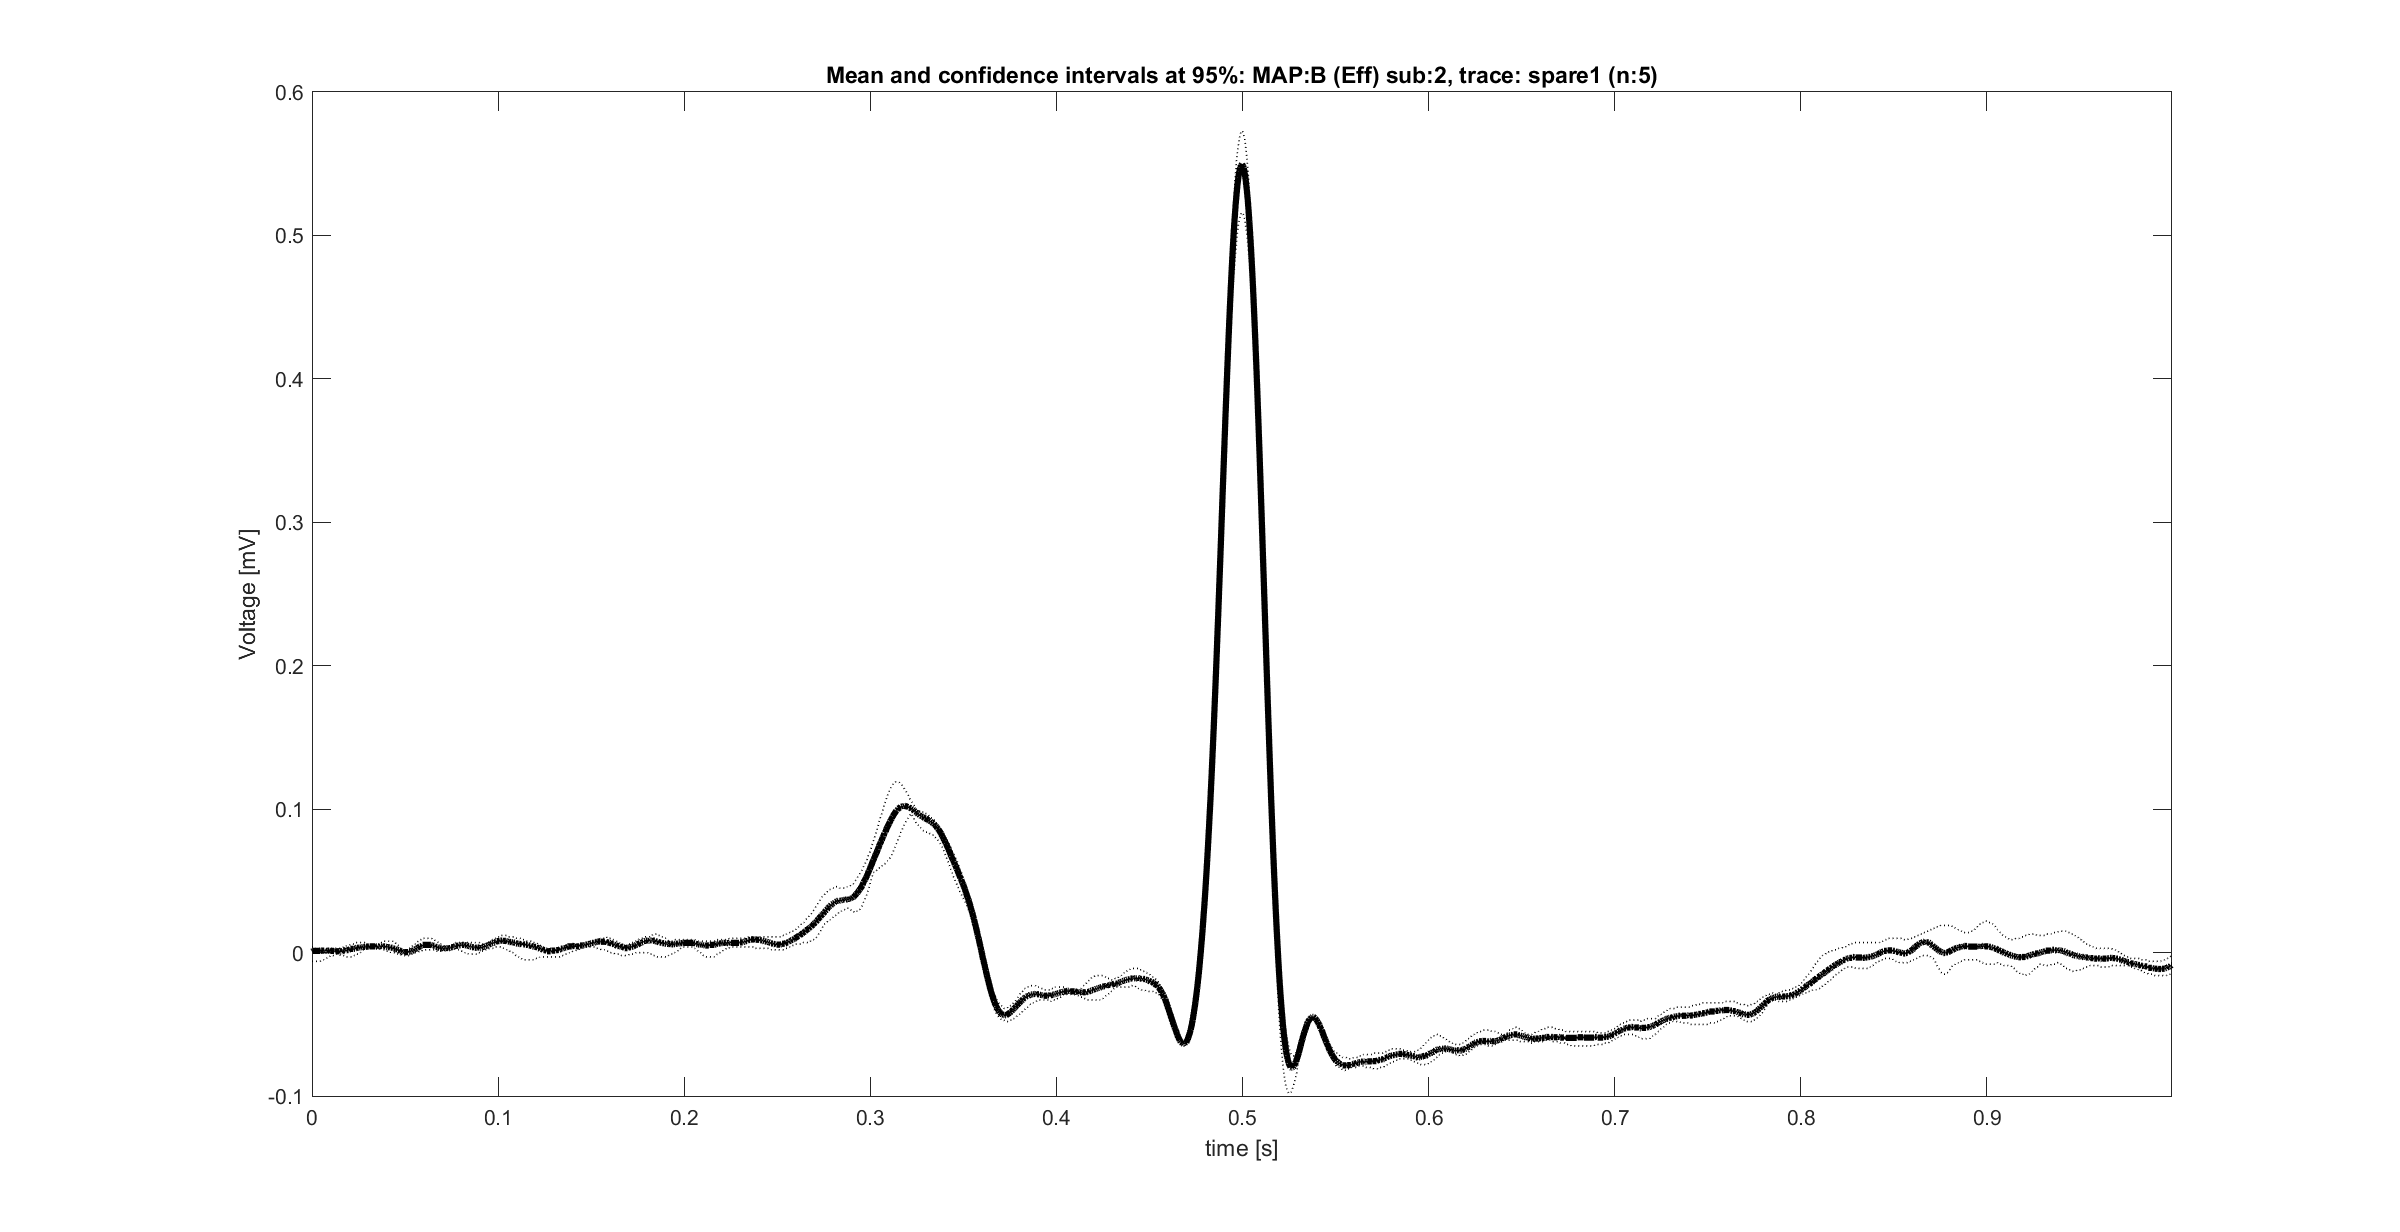 Mean and confidence intervals at 95%: MAP:B (Eff) sub:2, trace: spare1 (n:5)
0.6
0.5
0.4
0.3
0.2
0.1
0
-0.1
Voltage [mV]
0 0.1 0.2 0.3 0.4 0.5 0.6 0.7 0.8 0.9
time [s]